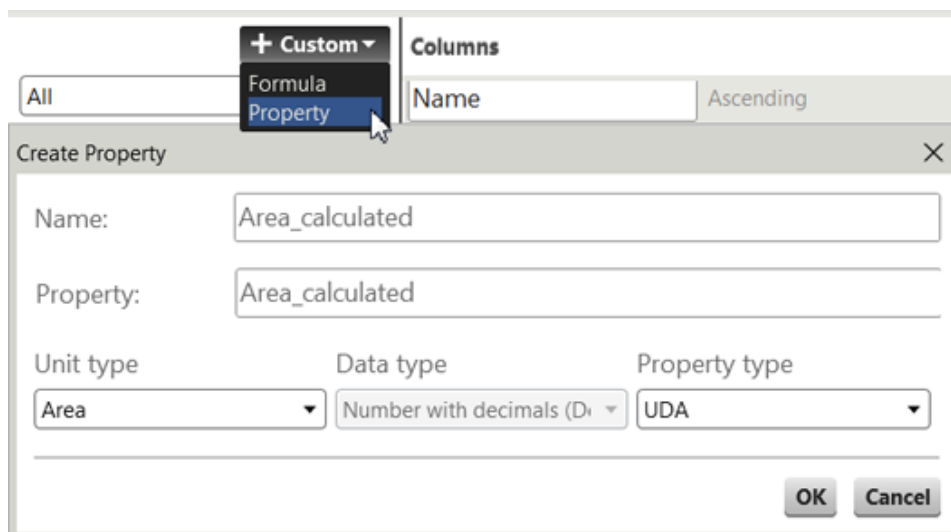 + Custom
Columns
Formula
All
Name
Ascending
Property
Create Property
Name:
Area_calculated
Property:
Area_calculated
Unit type
Data type
Property type
Area
Number with decimals (D
UDA
OK
Cancel